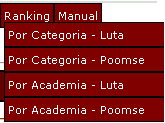 Ranking Manual
Por Categoria - Luta
Por Categoria - Poomse
Por Academia - Luta
Por Academia - Poomse